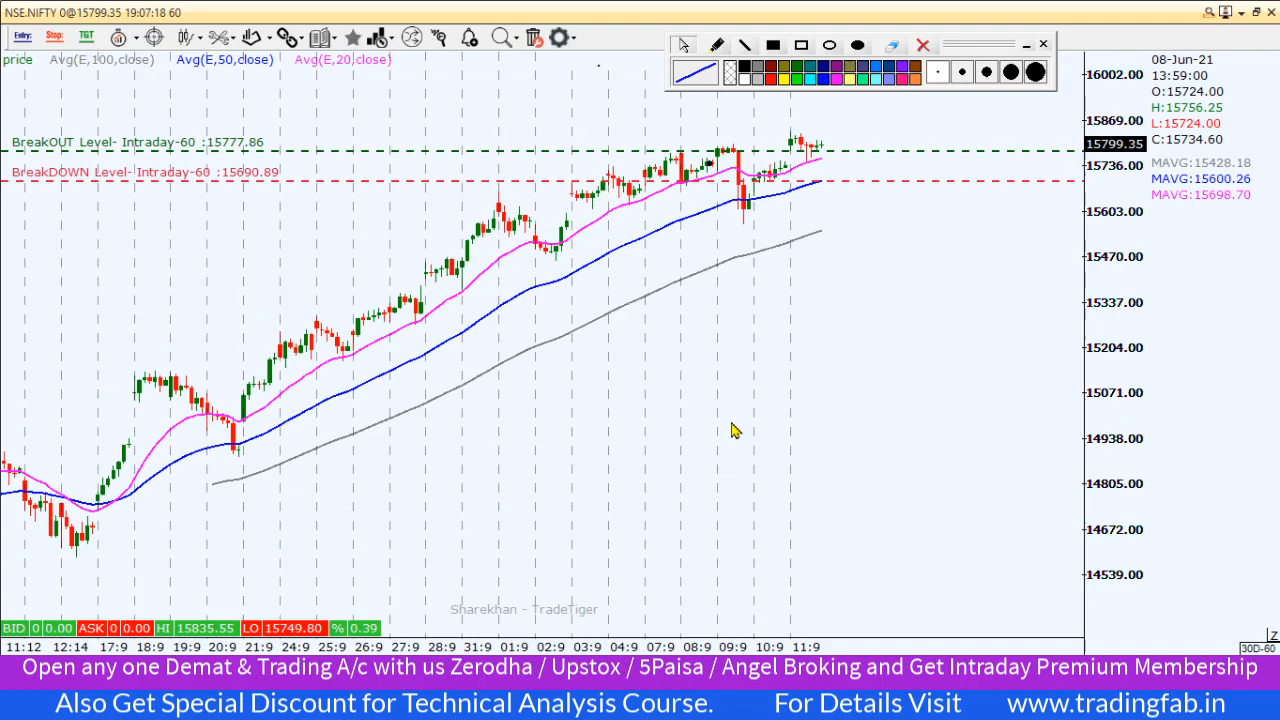 NSE.NIFTY 0@15799.35 19:07:18 60
Entry: Stop: TGT
price Avg(E,100,close) Avg(E,50,close) Avg(E,20,close)
08-Jun-21
13:59:00
O:15724.00
H:15756.25
L:15724.00
C:15734.60
MAVG:15428.18
MAVG:15600.26
MAVG:15698.70
BreakOUT Level- Intraday-60 :15777.86
BreakDOWN Level- Intraday-60 :15690.89
16002.00
15869.00
15799.35
15736.00
15603.00
15470.00
15337.00
15204.00
15071.00
14938.00
14805.00
14672.00
14539.00
Sharekhan - TradeTiger
BID 0 0.00 ASK 0 0.00 HI 15835.55 LO 15749.80 % 0.39
Z
11:12 12:14 17:9 18:9 19:9 20:9 21:9 24:9 25:9 26:9 27:9 28:9 31:9 01:9 02:9 03:9 04:9 07:9 08:9 09:9 10:9 11:9
30D-60
Open any one Demat & Trading A/c with us Zerodha / Upstox / 5Paisa / Angel Broking and Get Intraday Premium Membership
Also Get Special Discount for Technical Analysis Course. For Details Visit www.tradingfab.in